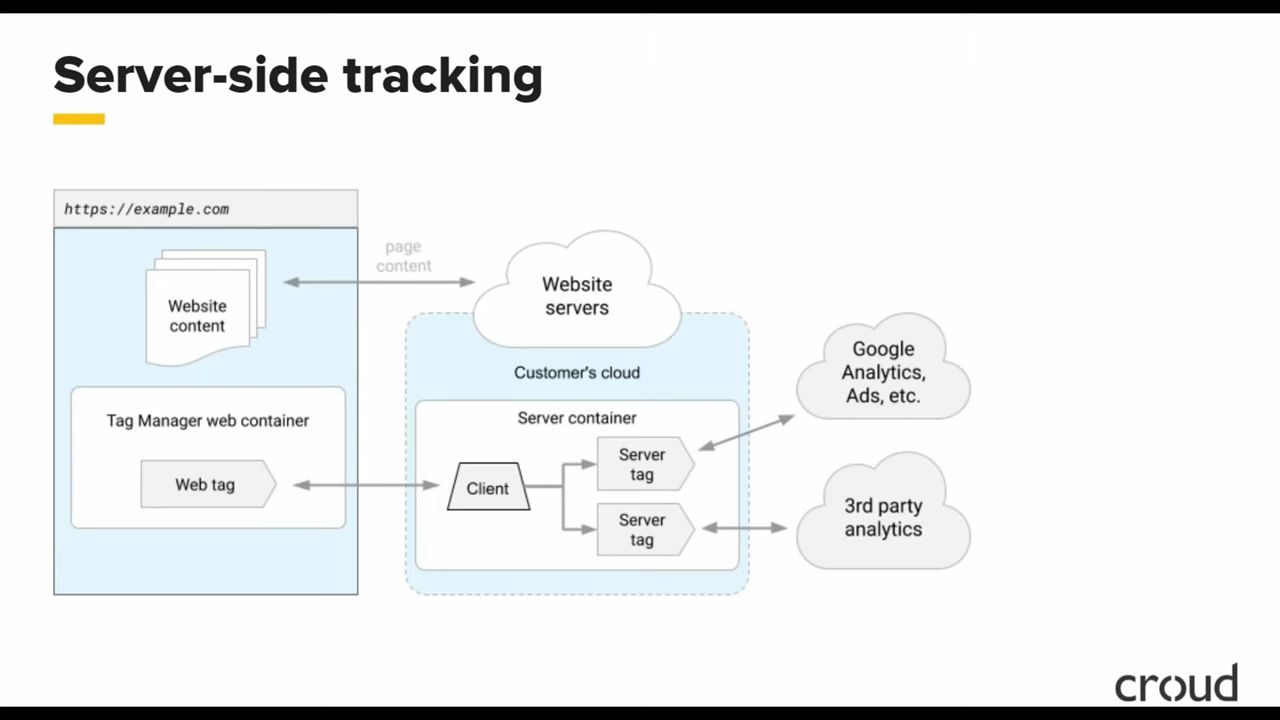 Server-side tracking
https://example.com
page
content
Website
content
Website
servers
Customer's cloud
Tag Manager web container
Web tag
Server container
Client
Server
tag
Server
tag
Google
Analytics,
Ads, etc.
3rd party
analytics
croud